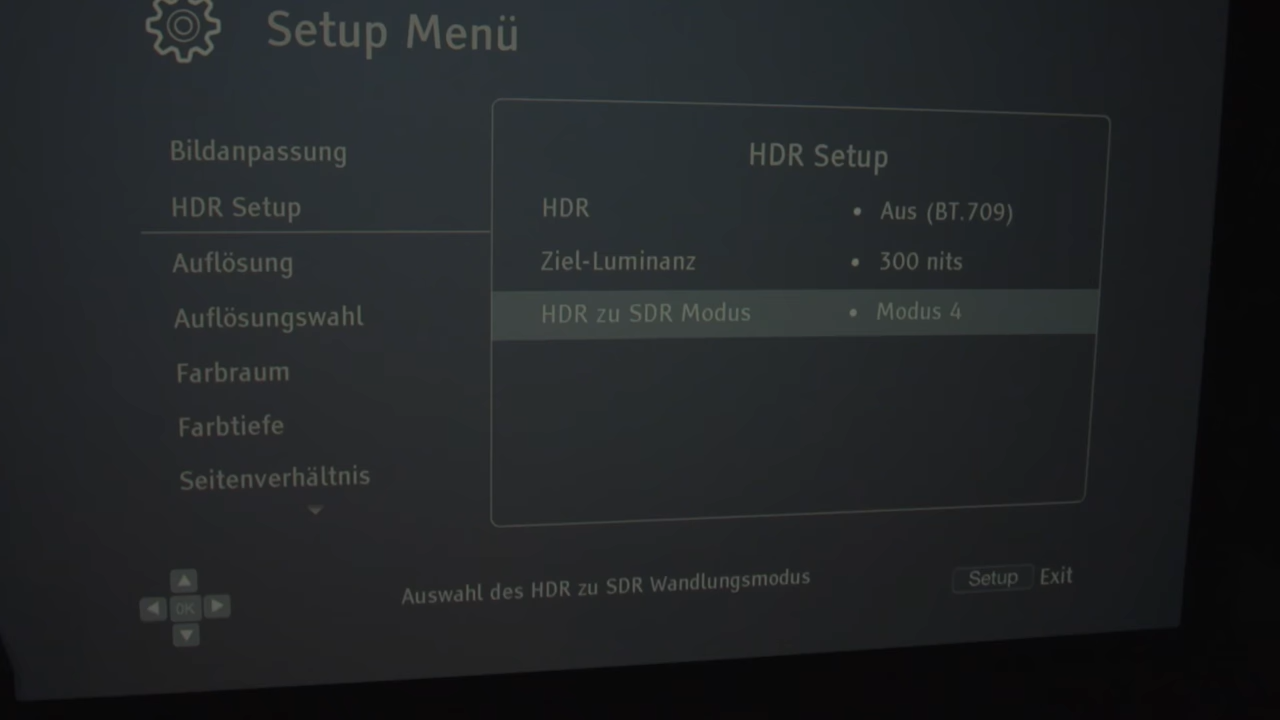 Setup Menü
Bildanpassung
HDR Setup
Auflösung
Auflösungswahl
Farbraum
Farbtiefe
Seitenverhältnis
HDR Setup
HDR • Aus (BT.709)
Ziel-Luminanz • 300 nits
HDR zu SDR Modus • Modus 4
OK
Auswahl des HDR zu SDR Wandlungsmodus
Setup Exit